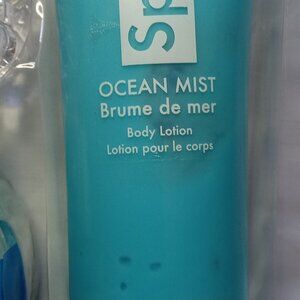 Sp
OCEAN MIST
Brume de mer
Body Lotion
Lotion pour le corps